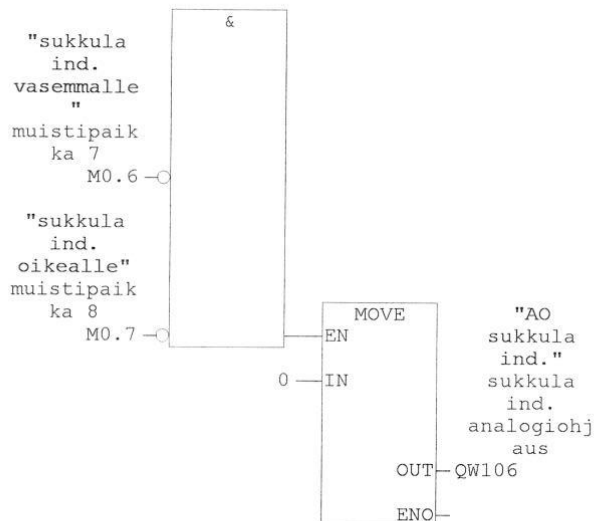 &
"sukkula
ind.
vasemmalle
"
muistipaik
ka 7
M0.6
"sukkula
ind.
oikealle"
muistipaik
ka 8
M0.7
MOVE
EN
0 IN
OUT QW106
ENO
"AO
sukkula
ind."
sukkula
ind.
analogiohj
aus